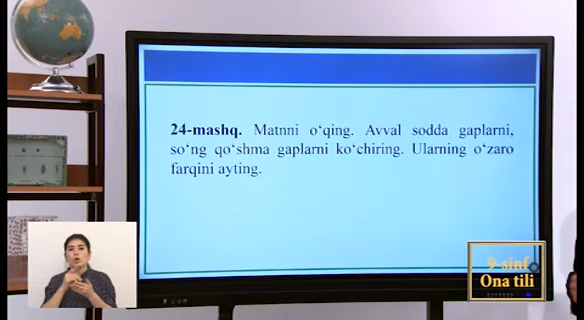 24-mashq. Matnni o‘qing. Avval sodda gaplarni,
so‘ng qo‘shma gaplarni ko‘chiring. Ularning o‘zaro
farqini ayting.
9-sinf
Ona tili